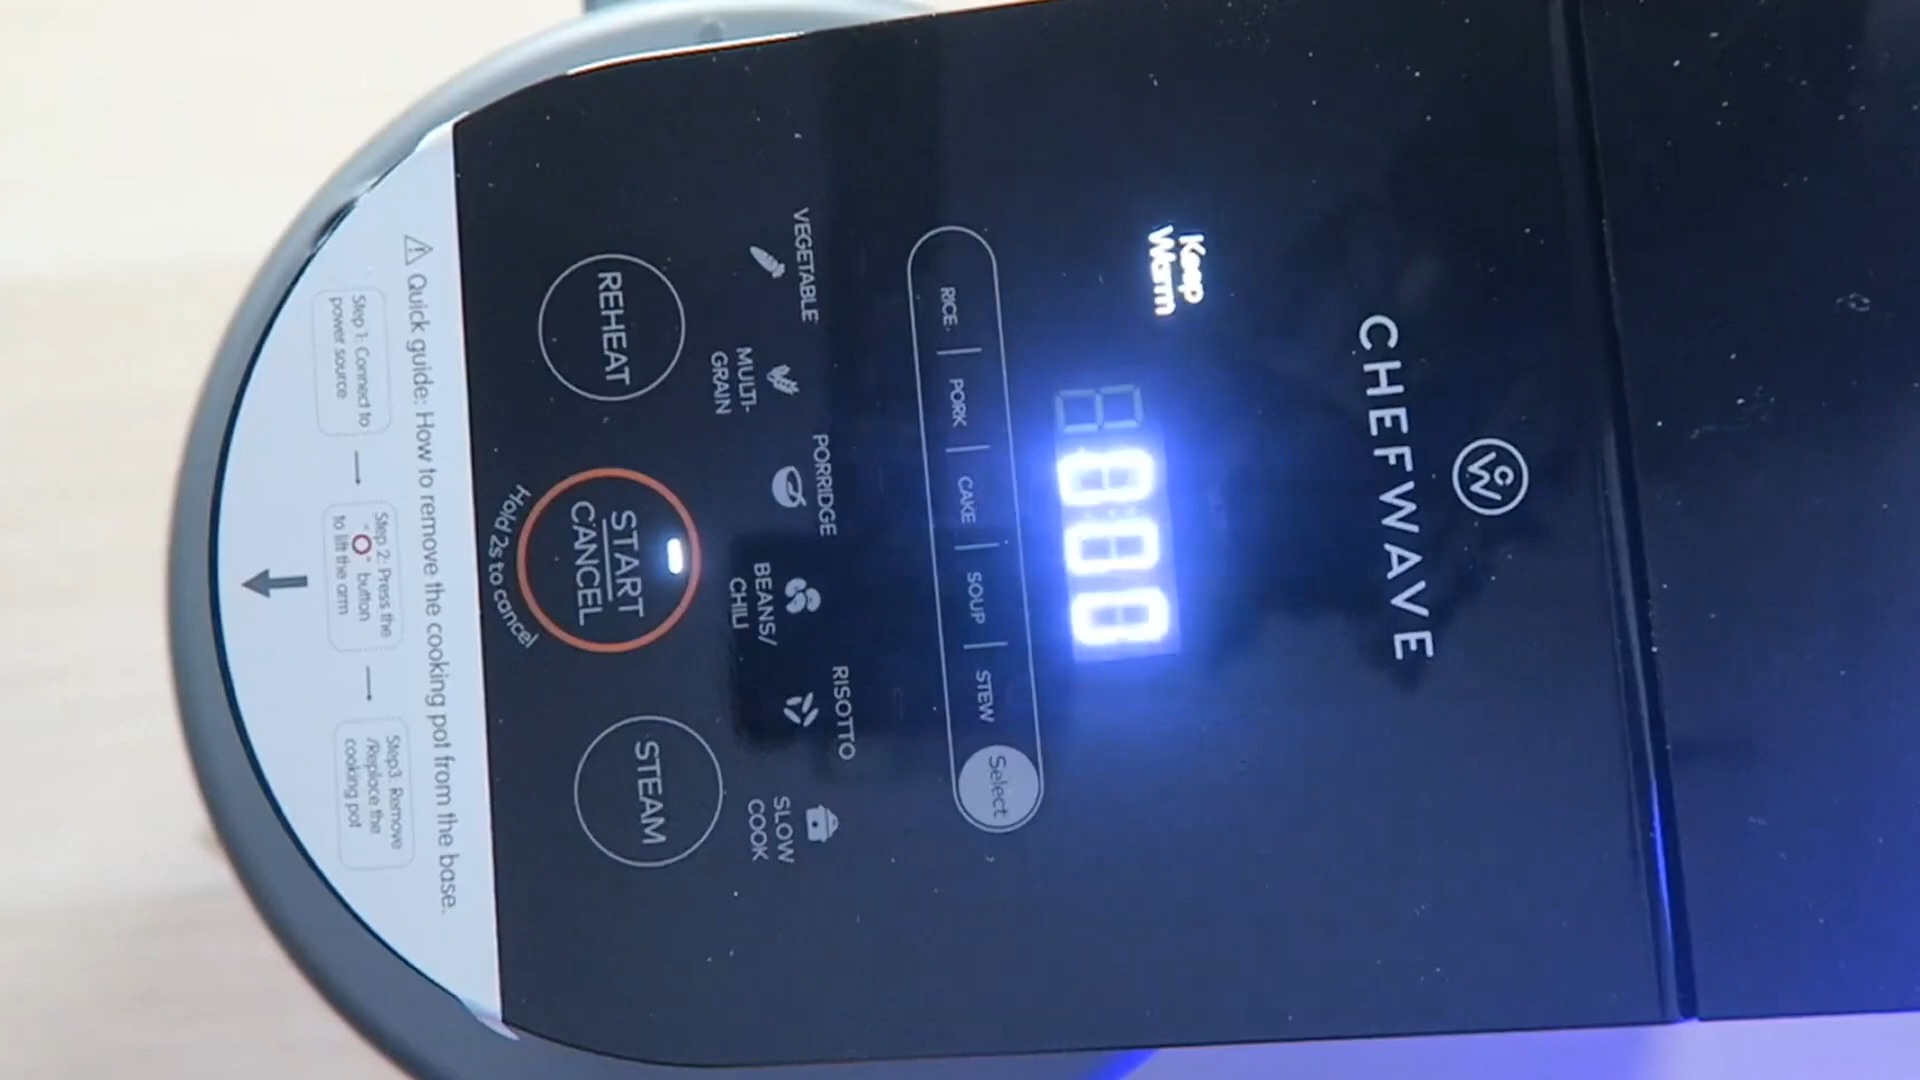 CW
CHEFWAVE
Keep
Warm
000
RICE | PORK | CAKE | SOUP | STEW Select
VEGETABLE
MULTI-
GRAIN
PORRIDGE
BEANS/
CHILI
RISOTTO
SLOW
COOK
REHEAT
START
CANCEL
Hold 2s to cancel
STEAM
⚠ Quick guide: How to remove the cooking pot from the base.
Step 1: Connect to
power source
→
Step 2: Press the
"O" button
to lift the arm
→
Step3: Remove
/Replace the
cooking pot